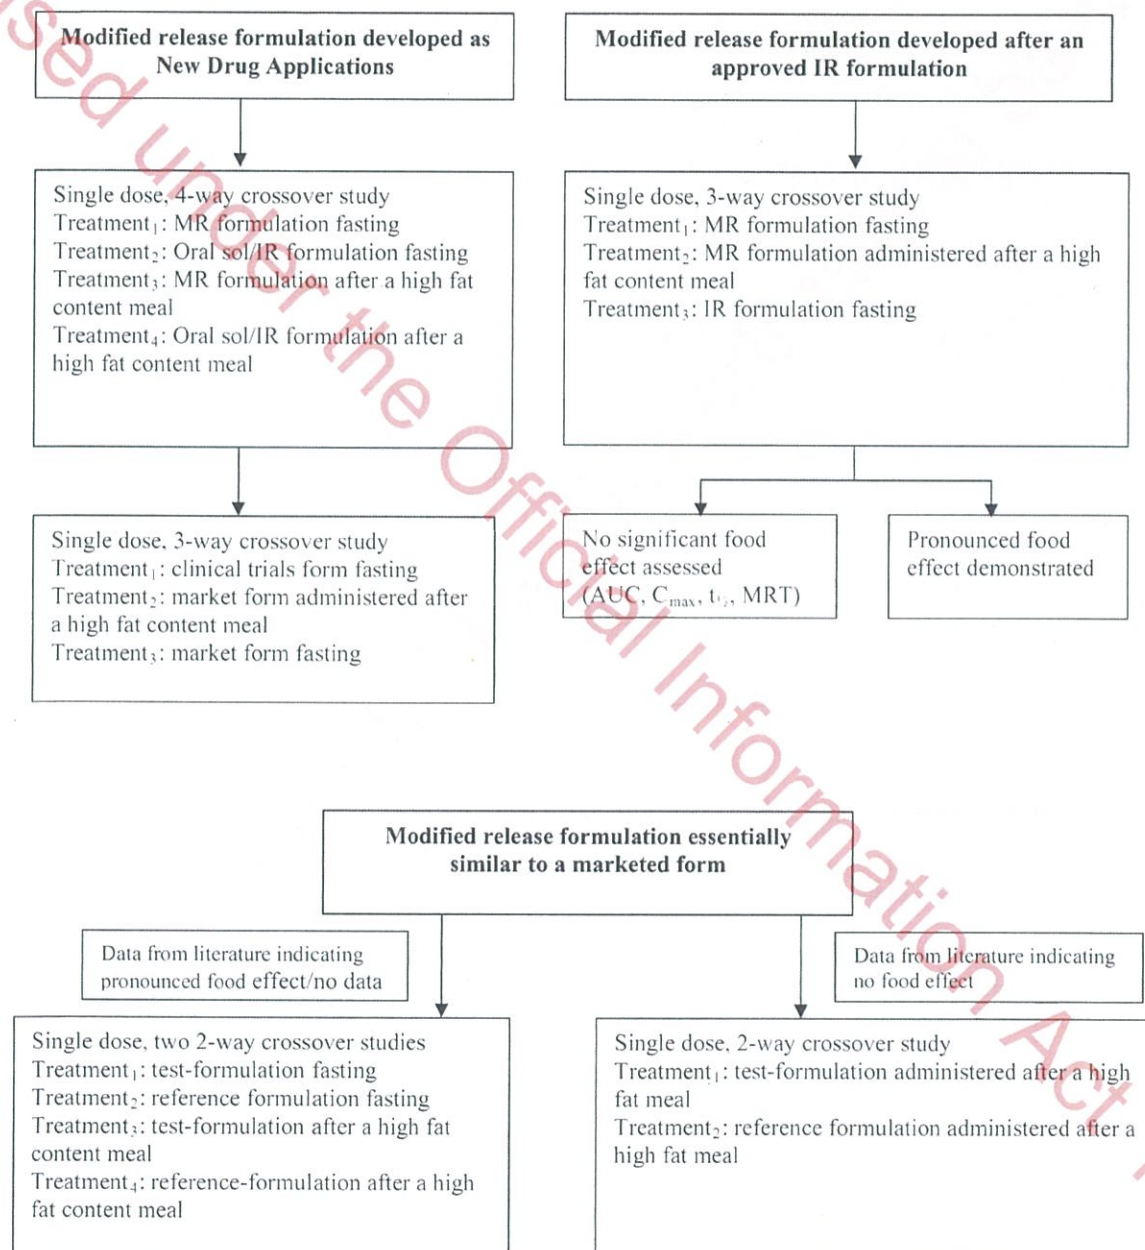 Modified release formulation developed as
New Drug Applications
Single dose, 4-way crossover study
Treatment₁: MR formulation fasting
Treatment₂: Oral sol/IR formulation fasting
Treatment₃: MR formulation after a high fat
content meal
Treatment₄: Oral sol/IR formulation after a
high fat content meal
Single dose, 3-way crossover study
Treatment₁: clinical trials form fasting
Treatment₂: market form administered after
a high fat content meal
Treatment₃: market form fasting
Modified release formulation developed after an
approved IR formulation
Single dose, 3-way crossover study
Treatment₁: MR formulation fasting
Treatment₂: MR formulation administered after a high
fat content meal
Treatment₃: IR formulation fasting
No significant food
effect assessed
(AUC, Cmax, MRT)
Pronounced food
effect demonstrated
Modified release formulation essentially
similar to a marketed form
Data from literature indicating
pronounced food effect/no data
Single dose, two 2-way crossover studies
Treatment₁: test-formulation fasting
Treatment₂: reference formulation fasting
Treatment₃: test-formulation after a high fat
content meal
Treatment₄: reference-formulation after a high
fat content meal
Data from literature indicating
no food effect
Single dose, 2-way crossover study
Treatment₁: test-formulation administered after a high
fat meal
Treatment₂: reference formulation administered after a
high fat meal
under the Official Information Act